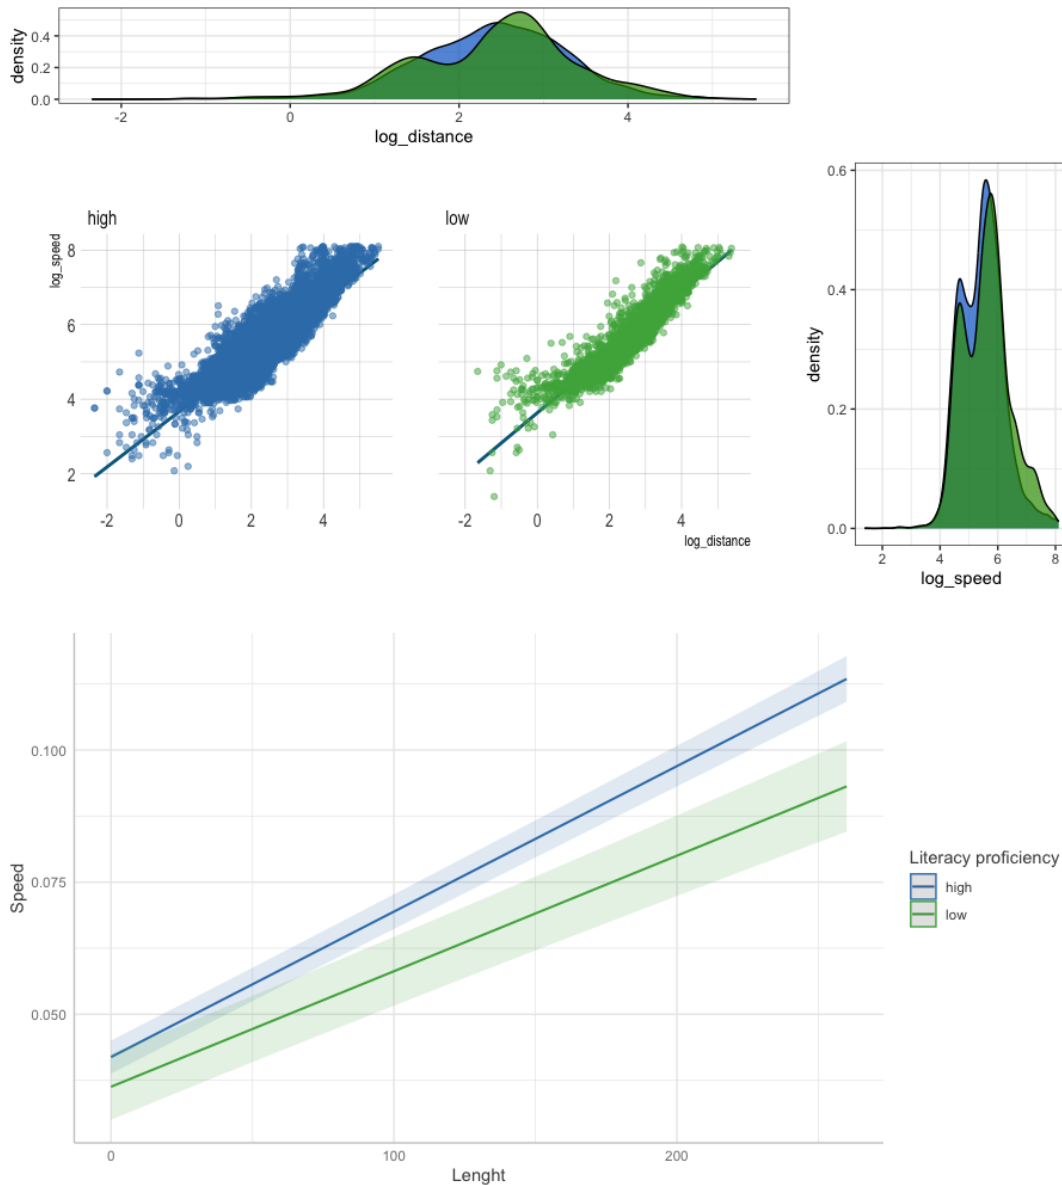 density
0.4
0.2
0.0
-2 0 2 4
log_distance
high low
log_speed
8
6
4
2
-2 0 2 4 -2 0 2 4
log_distance
density
0.6
0.4
0.2
0.0
2 4 6 8
log_speed
Speed
0.100
0.075
0.050
0 100 200
Lenght
Literacy proficiency
high
low